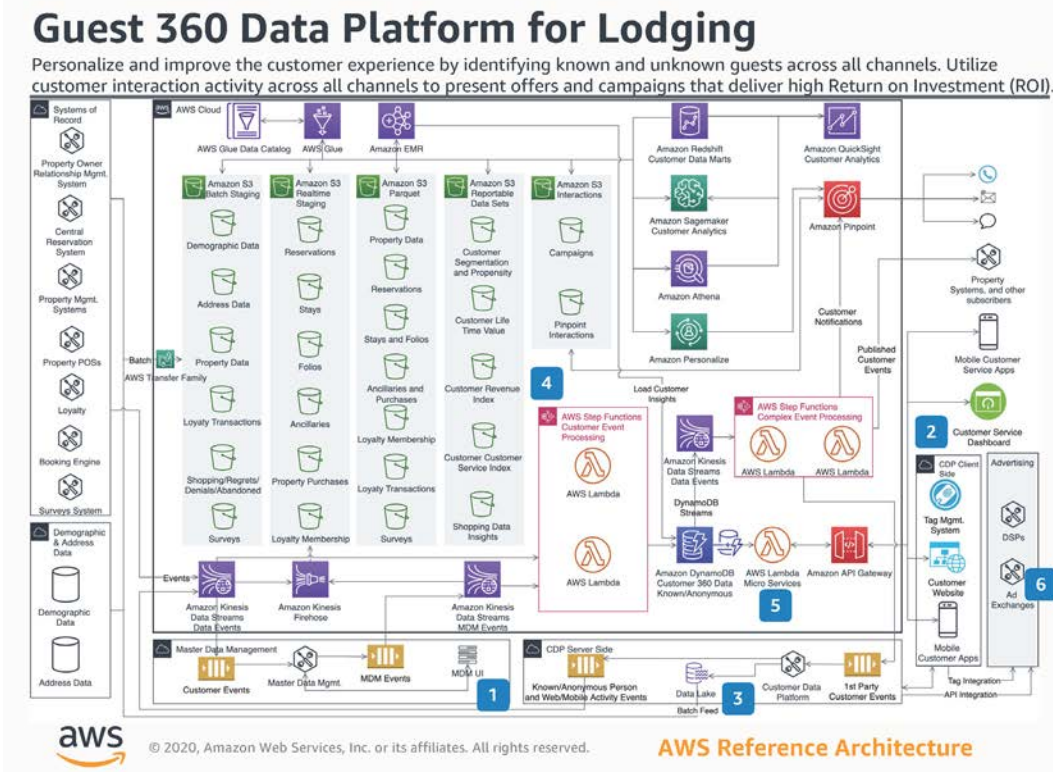 Guest 360 Data Platform for Lodging
Personalize and improve the customer experience by identifying known and unknown guests across all channels. Utilize
customer interaction activity across all channels to present offers and campaigns that deliver high Return on Investment (ROI).
Systems of
Record
Property Owner
Relationship Mgmt.
System
Central
Reservation
System
Property Mgmt.
Systems
Property POSs
Loyalty
Booking Engine
Surveys System
Demographic
& Address
Data
Demographic
Data
Address Data
aws
AWS Cloud
AWS Glue Data Catalog
AWS Glue
Amazon EMR
Batch
AWS Transfer Family
Events
Amazon S3
Batch Staging
Demographic Data
Address Data
Property Data
Loyalty Transactions
Shopping/Regrets/
Denials/Abandoned
Surveys
Amazon S3
Realtime
Staging
Reservations
Stays
Folios
Ancillaries
Property Purchases
Loyalty Membership
Amazon S3
Parquet
Property Data
Reservations
Stays and Folios
Ancillaries and
Purchases
Loyalty Membership
Loyaty Transactions
Surveys
Amazon S3
Reportable
Data Sets
Customer
Segmentation
and Propensity
Customer Life
Time Value
Customer Revenue
Index
Customer Customer
Service Index
Shopping Data
Insights
Amazon S3
Interactions
Campaigns
Pinpoint
Interactions
4
Amazon Redshift
Customer Data Marts
Amazon Sagemaker
Customer Analytics
Amazon Athena
Amazon Personalize
Amazon QuickSight
Customer Analytics
Amazon Pinpoint
Customer
Notifications
Published
Customer
Events
Load Customer
Insights
AWS Step Functions
Customer Event
Processing
AWS Lambda
AWS Lambda
Amazon Kinesis
Data Streams
Data Events
DynamoDB
Streams
AWS Step Functions
Complex Event Processing
AWS Lambda
AWS Lambda
Amazon DynamoDB
Customer 360 Data
Known/Anonymous
AWS Lambda
Micro Services
Amazon API Gateway
5
Amazon Kinesis
Data Streams
Data Events
Amazon Kinesis
Firehose
Amazon Kinesis
Data Streams
MDM Events
Property
Systems, and other
subscribers
Mobile Customer
Service Apps
2
Customer Service
Dashboard
CDP Client
Side
Tag Mgmt.
System
Customer
Website
Mobile
Customer Apps
Advertising
DSPs
Ad
Exchanges
6
Tag Integration
API Integration
Master Data Management
Customer Events
Master Data Mgmt.
MDM Events
MDM UI
1
CDP Server Side
Known/Anonymous Person
and Web/Mobile Activity Events
Data Lake
3
Customer Data
Platform
1st Party
Customer Events
Batch Feed
aws
© 2020, Amazon Web Services, Inc. or its affiliates. All rights reserved.
AWS Reference Architecture